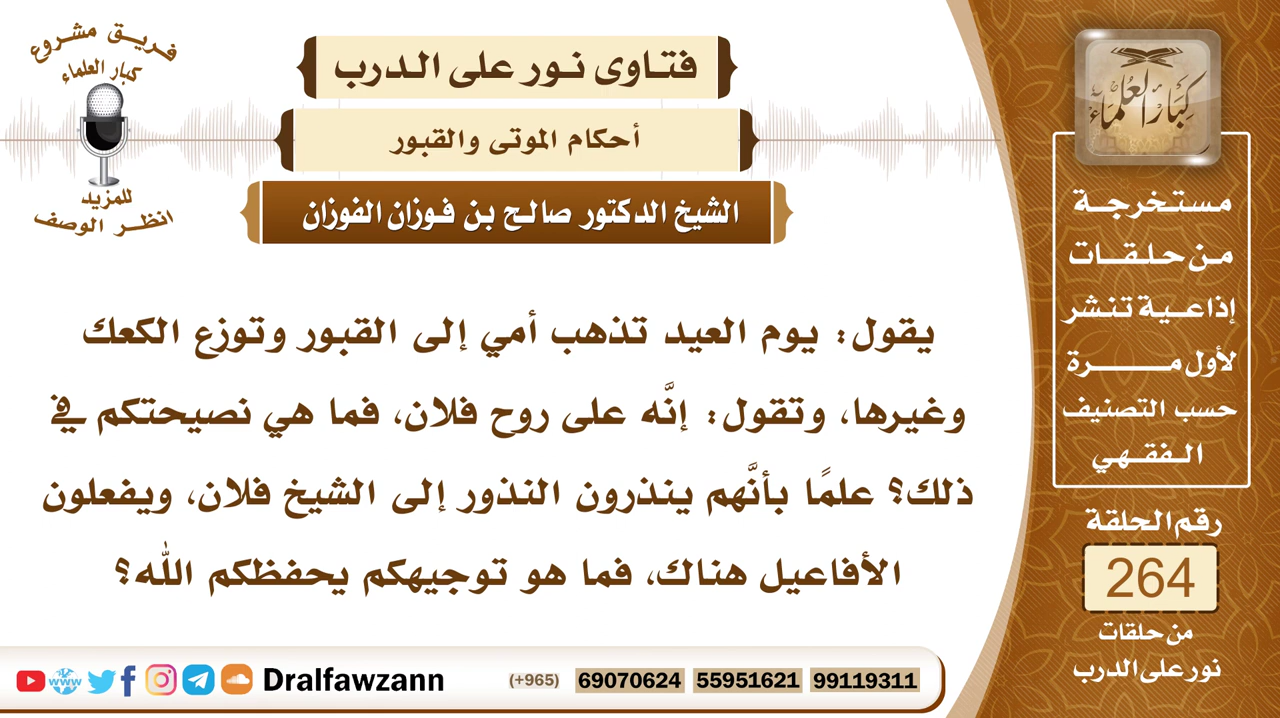 فريق مشروع
كبار العلماء
للمزيد
انظر الوصف
فتاوى نور على الدرب
أحكام الموتى والقبور
الشيخ الدكتور صالح بن فوزان الفوزان
يقول: يوم العيد تذهب أمي إلى القبور وتوزع الكعك
وغيرها، وتقول: إنَّه على روح فلان، فما هي نصيحتكم في
ذلك؟ علمًا بأنَّهم ينذرون النذور إلى الشيخ فلان، ويفعلون
الأفاعيل هناك، فما هو توجيهكم يحفظكم الله؟
كبار العلماء
مستخرجة
من حلقات
إذاعية تنشر
لأول مرة
حسب التصنيف
الفقهي
رقم الحلقة
264
من حلقات
نور على الدرب
www Dralfawzann (+965) 69070624 55951621 99119311